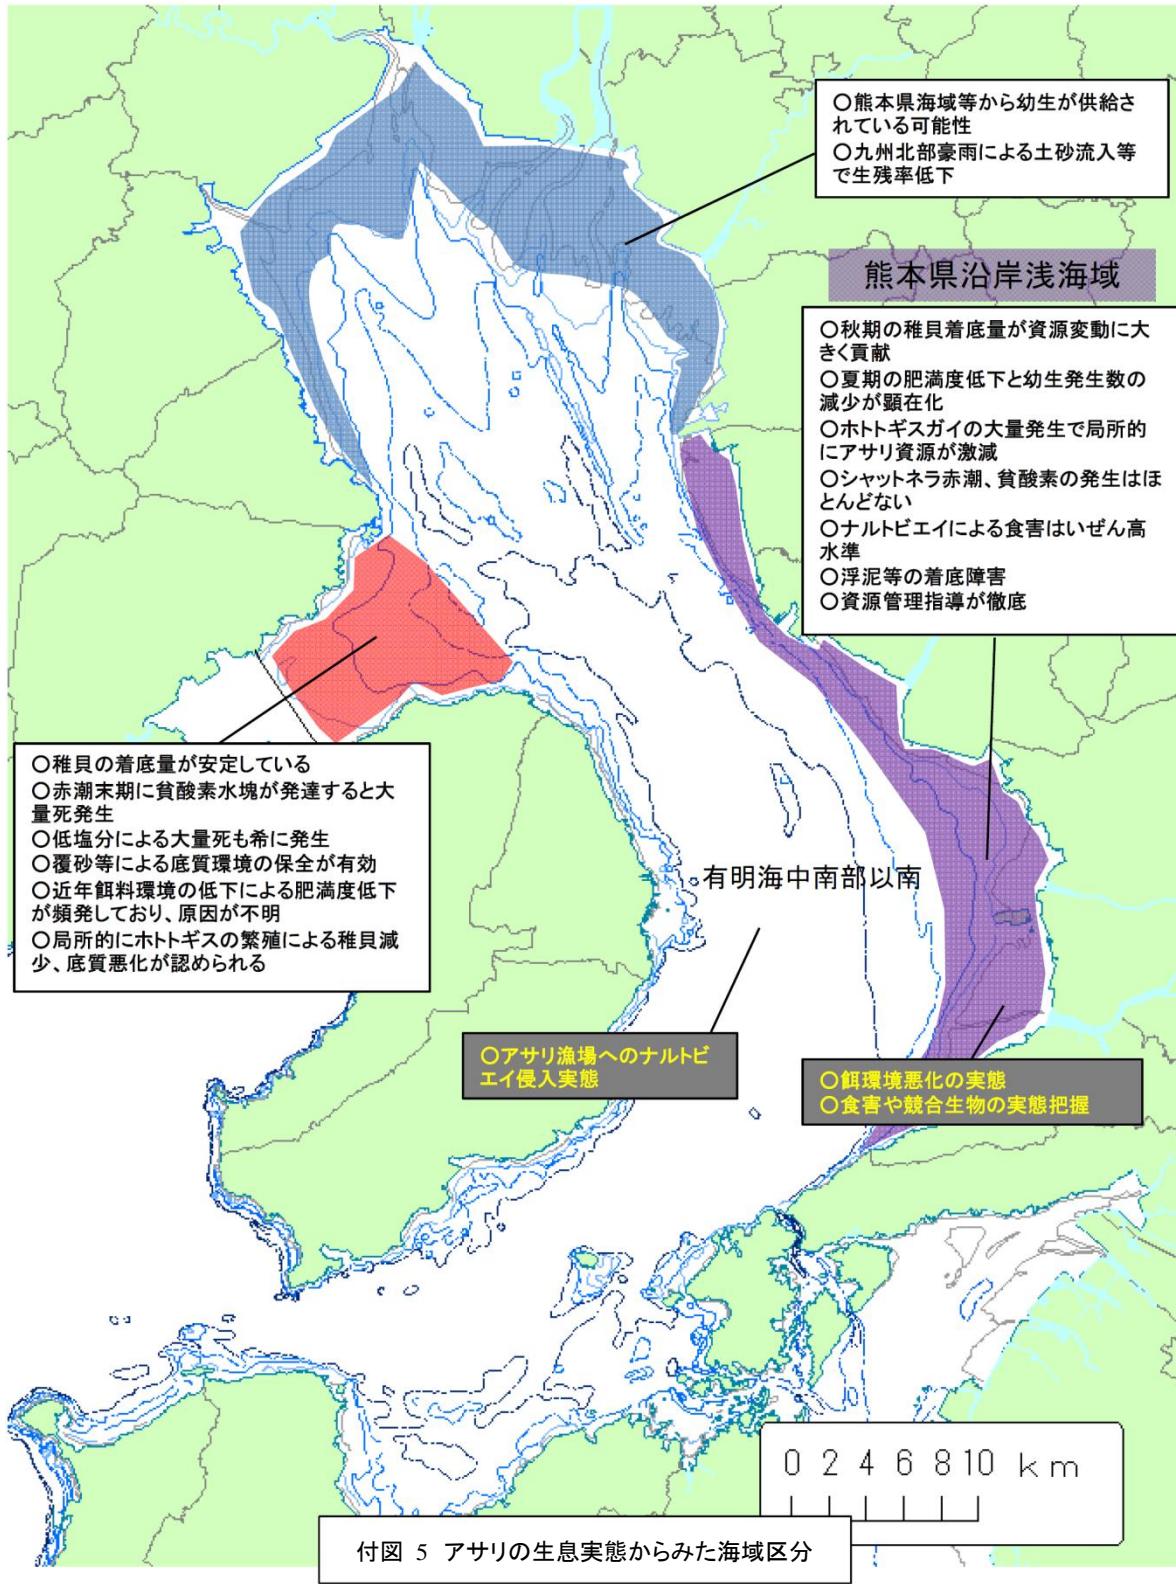 ○熊本県海域等から幼生が供給さ
れている可能性
○九州北部豪雨による土砂流入等
で生残率低下
熊本県沿岸浅海域
○秋期の稚貝着底量が資源変動に大
きく貢献
○夏期の肥満度低下と幼生発生数の
減少が顕在化
○ホトトギスガイの大量発生で局所的
にアサリ資源が激減
○シャットネラ赤潮、貧酸素の発生はほ
とんどない
○ナルトビエイによる食害はいぜん高
水準
○浮泥等の着底障害
○資源管理指導が徹底
○稚貝の着底量が安定している
○赤潮末期に貧酸素水塊が発達すると大
量死発生
○低塩分による大量死も希に発生
○覆砂等による底質環境の保全が有効
○近年餌料環境の低下による肥満度低下
が頻発しており、原因が不明
○局所的にホトトギスの繁殖による稚貝減
少、底質悪化が認められる
有明海中南部以南
○アサリ漁場へのナルトビ
エイ侵入実態
○餌環境悪化の実態
○食害や競合生物の実態把握
0 2 4 6 8 10 km
付図 5 アサリの生息実態からみた海域区分